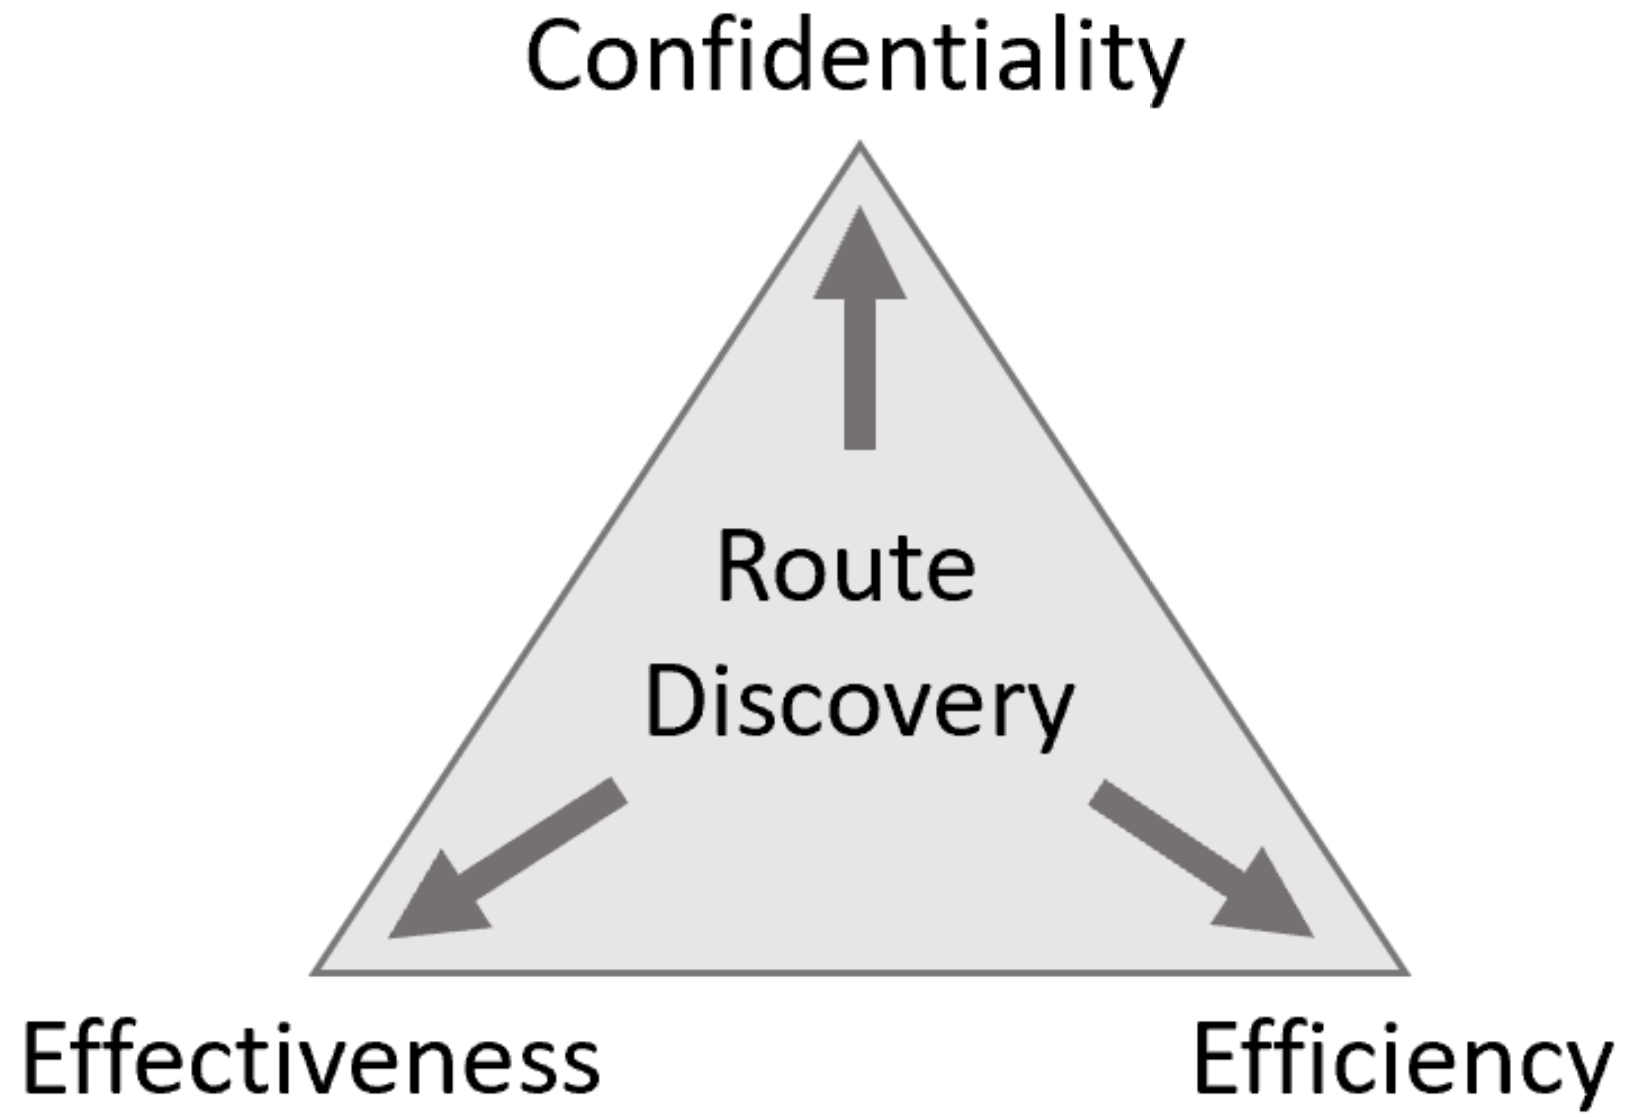 Confidentiality
Route
Discovery
Effectiveness
Efficiency